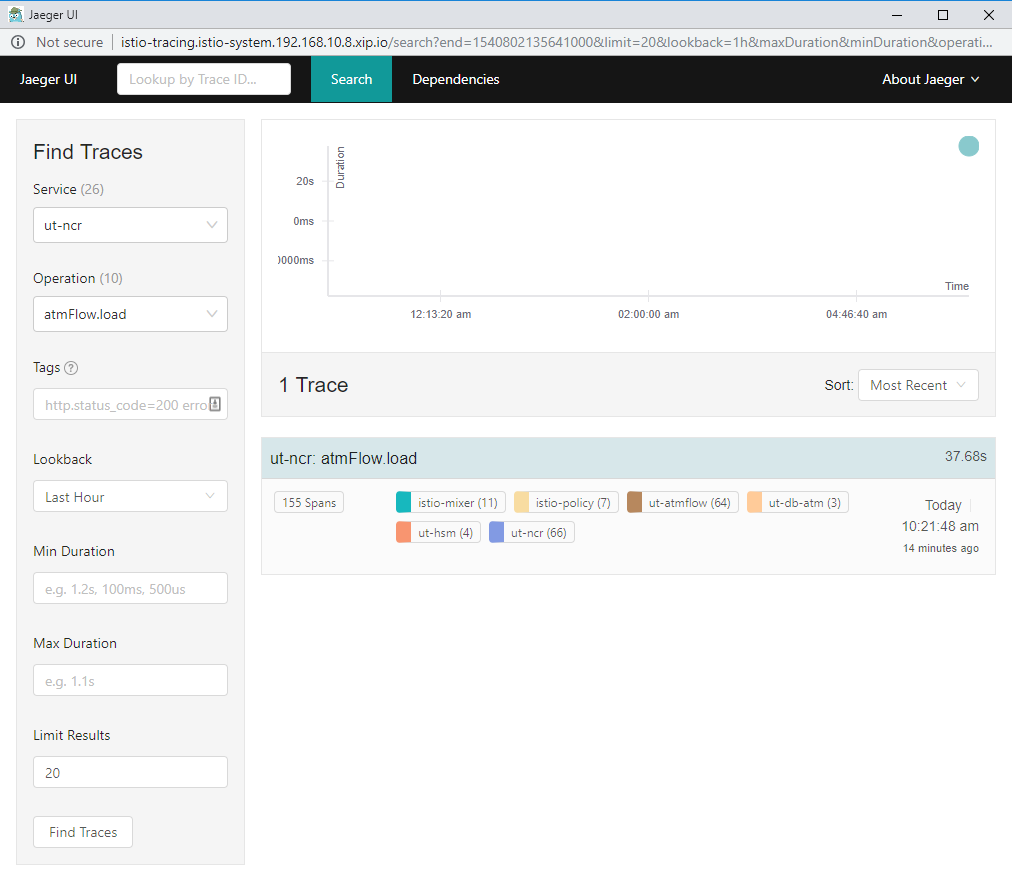 Jaeger UI
Not secure istio-tracing.istio-system.192.168.10.8.xip.io/search?end=1540802135641000&limit=20&lookback=1h&maxDuration&minDuration&operati...
Jaeger UI Lookup by Trace ID... Search Dependencies About Jaeger
Find Traces
Service (26)
ut-ncr
Operation (10)
atmFlow.load
Tags ?
http.status_code=200 erro
Lookback
Last Hour
Min Duration
e.g. 1.2s, 100ms, 500us
Max Duration
e.g. 1.1s
Limit Results
20
Find Traces
Duration
20s
0ms
0000ms
Time
12:13:20 am 02:00:00 am 04:46:40 am
1 Trace Sort: Most Recent
ut-ncr: atmFlow.load 37.68s
155 Spans istio-mixer (11) istio-policy (7) ut-atmflow (64) ut-db-atm (3) Today
ut-hsm (4) ut-ncr (66) 10:21:48 am
14 minutes ago